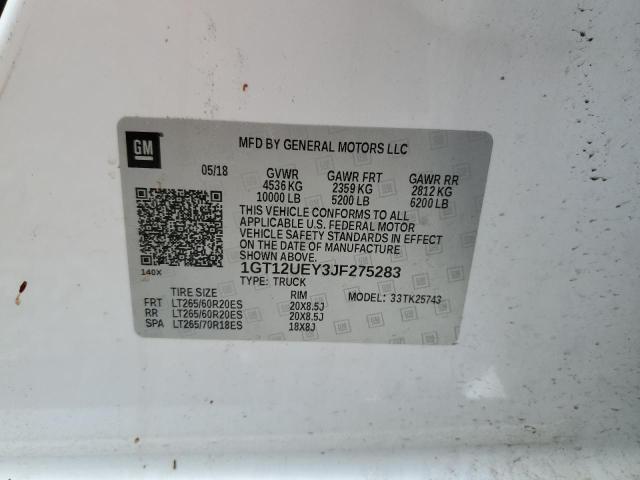 GM
MFD BY GENERAL MOTORS LLC
05/18 GVWR GAWR FRT GAWR RR
4536 KG 2359 KG 2812 KG
10000 LB 5200 LB 6200 LB
THIS VEHICLE CONFORMS TO ALL
APPLICABLE U.S. FEDERAL MOTOR
VEHICLE SAFETY STANDARDS IN EFFECT
ON THE DATE OF MANUFACTURE
SHOWN ABOVE.
140X 1GT12UEY3JF275283
TYPE: TRUCK
TIRE SIZE RIM MODEL: 33TK25743
FRT LT265/60R20ES 20X8.5J
RR LT265/60R20ES 20X8.5J
SPA LT265/70R18ES 18X8J